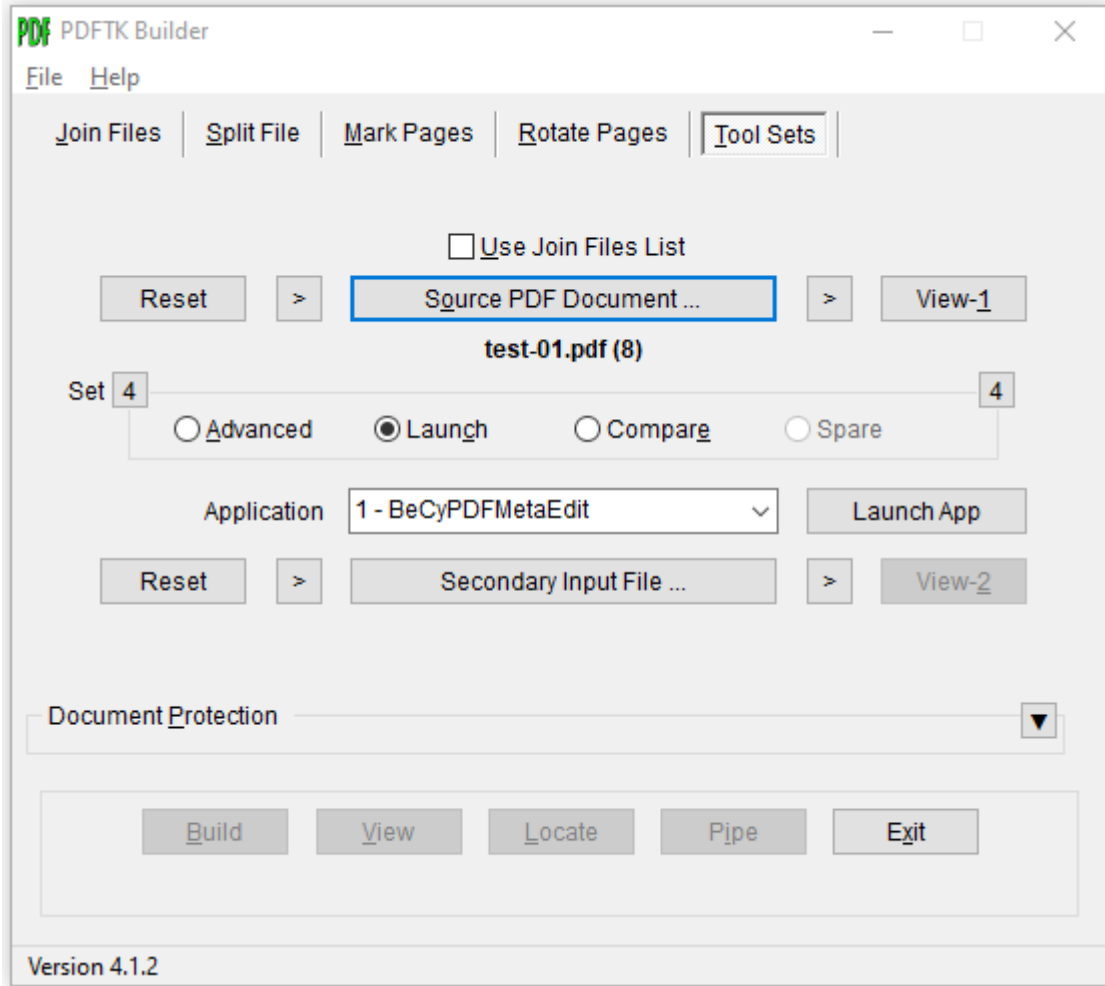 PDF PDFTK Builder
File Help
Join Files Split File Mark Pages Rotate Pages Tool Sets
Use Join Files List
Reset > Source PDF Document ... > View-1
test-01.pdf (8)
Set 4 4
Advanced Launch Compare Spare
Application 1 - BeCyPDFMetaEdit Launch App
Reset > Secondary Input File ... > View-2
Document Protection ▼
Build View Locate Pipe Exit
Version 4.1.2